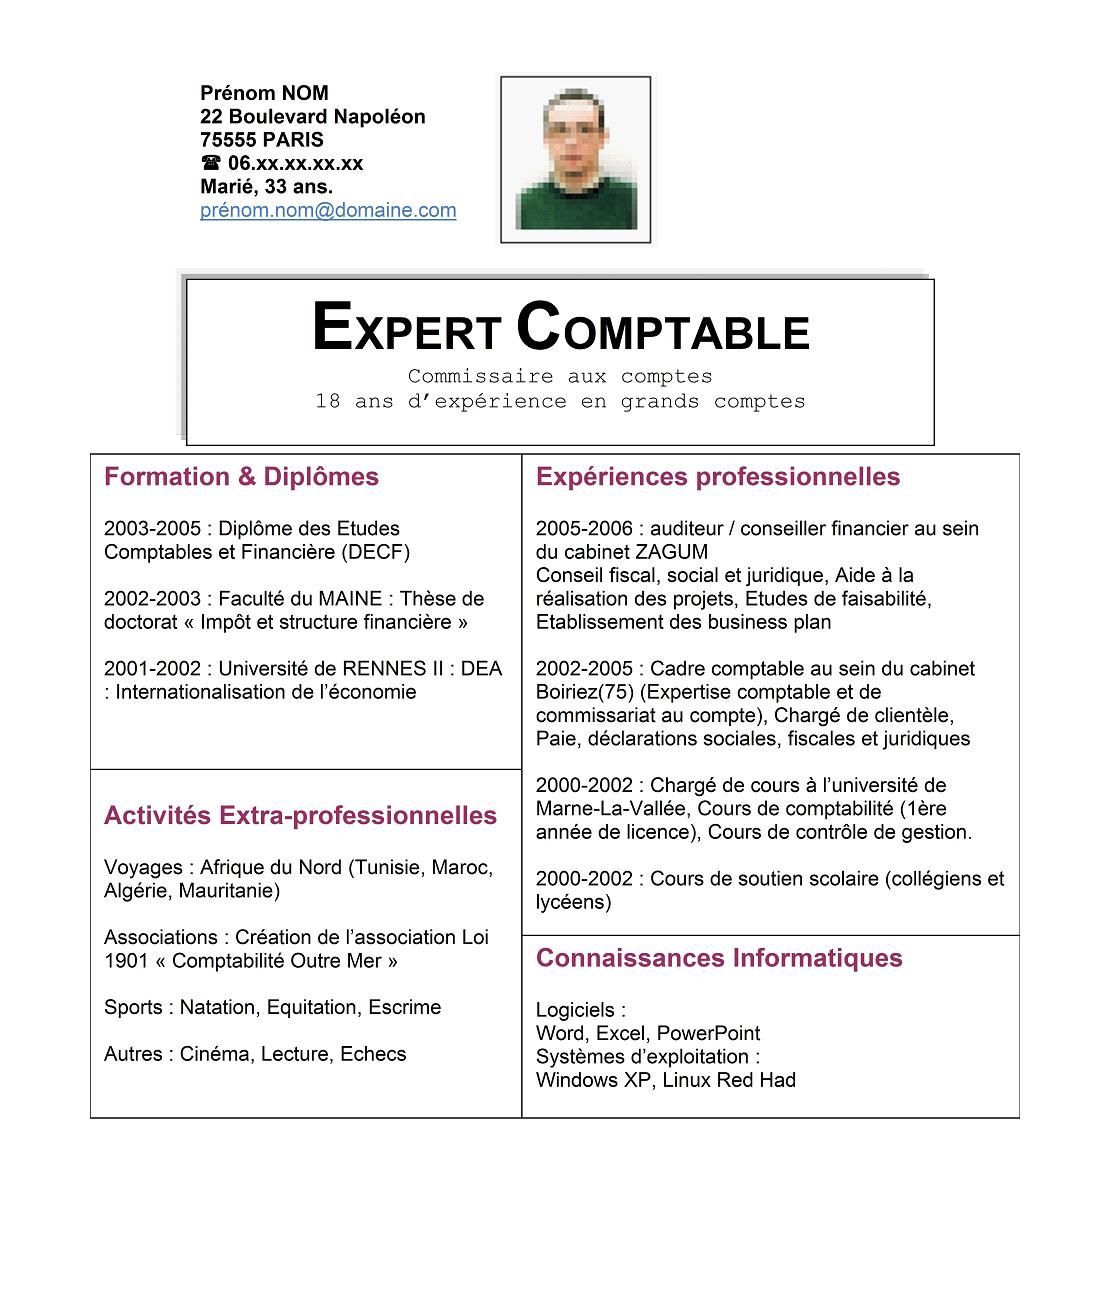 Prénom NOM
22 Boulevard Napoléon
75555 PARIS
☎ 06.xx.xx.xx.xx
Marié, 33 ans.
prénom.nom@domaine.com
EXPERT COMPTABLE
Commissaire aux comptes
18 ans d’expérience en grands comptes
Formation & Diplômes
2003-2005 : Diplôme des Etudes
Comptables et Financière (DECF)
2002-2003 : Faculté du MAINE : Thèse de
doctorat « Impôt et structure financière »
2001-2002 : Université de RENNES II : DEA
: Internationalisation de l’économie
Activités Extra-professionnelles
Voyages : Afrique du Nord (Tunisie, Maroc,
Algérie, Mauritanie)
Associations : Création de l’association Loi
1901 « Comptabilité Outre Mer »
Sports : Natation, Equitation, Escrime
Autres : Cinéma, Lecture, Echecs
Expériences professionnelles
2005-2006 : auditeur / conseiller financier au sein
du cabinet ZAGUM
Conseil fiscal, social et juridique, Aide à la
réalisation des projets, Etudes de faisabilité,
Etablissement des business plan
2002-2005 : Cadre comptable au sein du cabinet
Boiriez(75) (Expertise comptable et de
commissariat au compte), Chargé de clientèle,
Paie, déclarations sociales, fiscales et juridiques
2000-2002 : Chargé de cours à l’université de
Marne-La-Vallée, Cours de comptabilité (1ère
année de licence), Cours de contrôle de gestion.
2000-2002 : Cours de soutien scolaire (collégiens et
lycéens)
Connaissances Informatiques
Logiciels :
Word, Excel, PowerPoint
Systèmes d’exploitation :
Windows XP, Linux Red Had